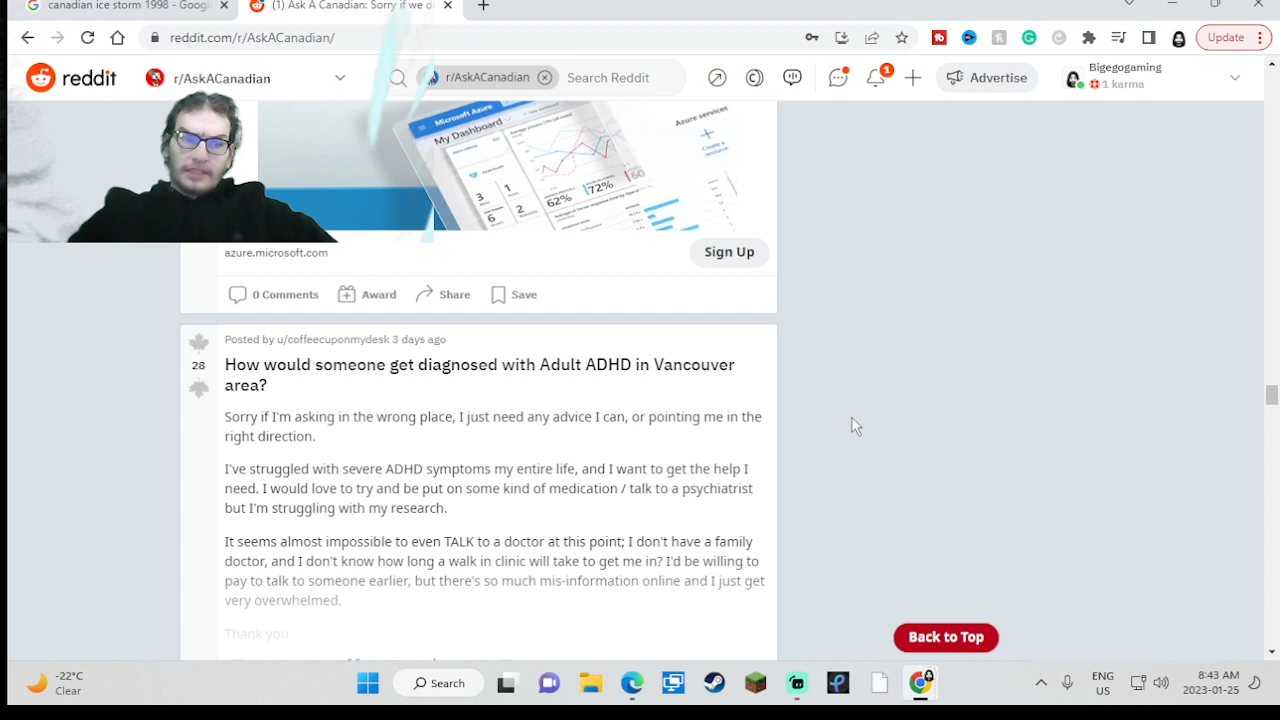 canadian ice storm 1998 - Googl
(1) Ask A Canadian: Sorry if we d
reddit.com/r/AskACanadian/
Update
reddit
r/AskACanadian
r/AskACanadian
Search Reddit
Advertise
Bigegogaming
1 karma
1
Microsoft Azure
My Dashboard
Azure services
Create a
resource
3
1
6
2
62%
72%
60
azure.microsoft.com
Sign Up
0 Comments
Award
Share
Save
Posted by u/coffeecuponmydesk 3 days ago
28
How would someone get diagnosed with Adult ADHD in Vancouver
area?
Sorry if I'm asking in the wrong place, I just need any advice I can, or pointing me in the
right direction.
I've struggled with severe ADHD symptoms my entire life, and I want to get the help I
need. I would love to try and be put on some kind of medication / talk to a psychiatrist
but I'm struggling with my research.
It seems almost impossible to even TALK to a doctor at this point; I don't have a family
doctor, and I don't know how long a walk in clinic will take to get me in? I'd be willing to
pay to talk to someone earlier, but there's so much mis-information online and I just get
very overwhelmed.
Thank you
Back to Top
-22°C
Clear
Search
ENG
US
8:43 AM
2023-01-25